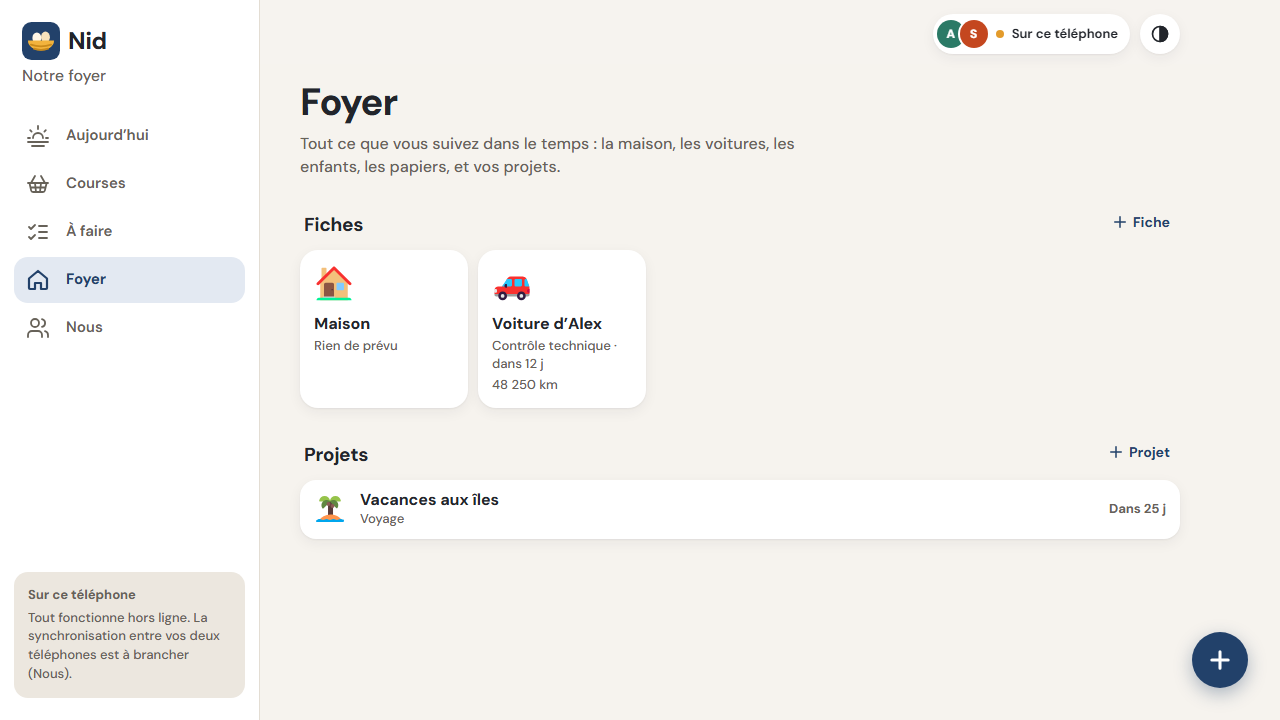 Nid
Notre foyer
Aujourd’hui
Courses
À faire
Foyer
Nous
Sur ce téléphone
Tout fonctionne hors ligne. La
synchronisation entre vos deux
téléphones est à brancher
(Nous).
A
S
Sur ce téléphone
Foyer
Tout ce que vous suivez dans le temps : la maison, les voitures, les
enfants, les papiers, et vos projets.
Fiches
Fiche
Maison
Rien de prévu
Voiture d’Alex
Contrôle technique ·
dans 12 j
48 250 km
Projets
Projet
Vacances aux îles
Voyage
Dans 25 j